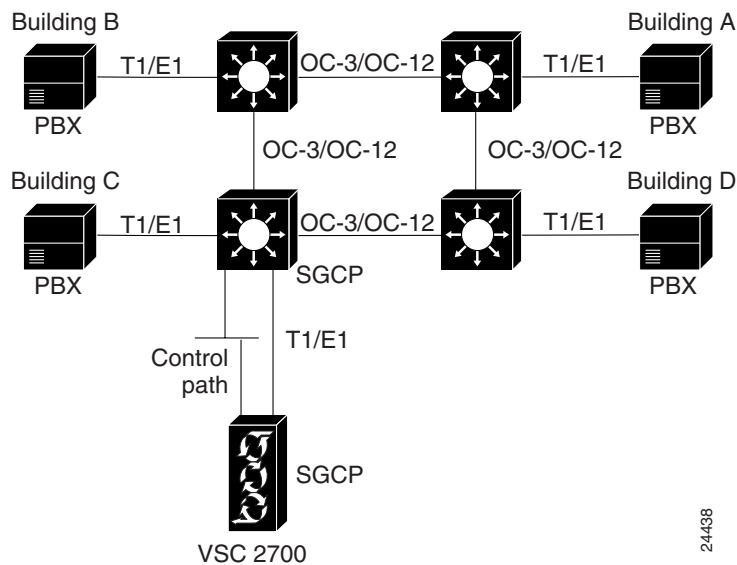 Building B
Building A
T1/E1
OC-3/OC-12
T1/E1
PBX
PBX
OC-3/OC-12
OC-3/OC-12
Building C
Building D
T1/E1
OC-3/OC-12
T1/E1
PBX
SGCP
PBX
T1/E1
Control
path
SGCP
VSC 2700
24438